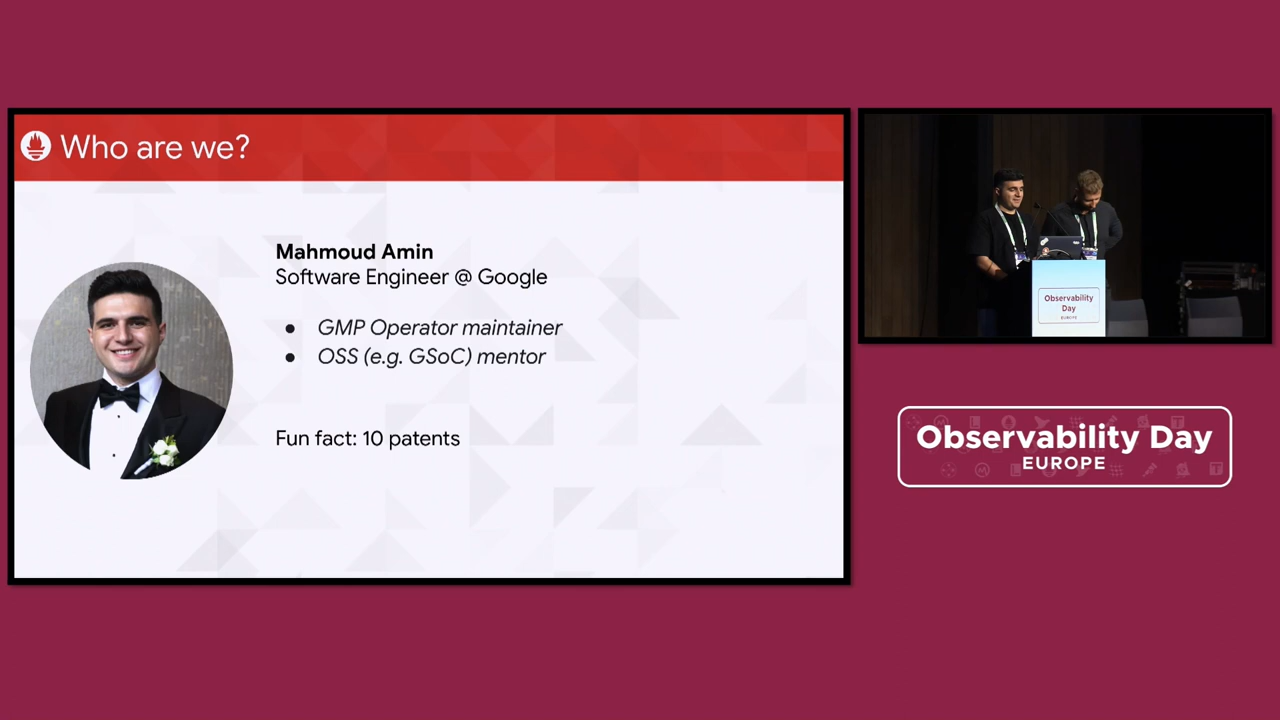 Who are we?
Mahmoud Amin
Software Engineer @ Google
● GMP Operator maintainer
● OSS (e.g. GSoC) mentor
Fun fact: 10 patents
Observability
Day
EUROPE
Observability Day
EUROPE